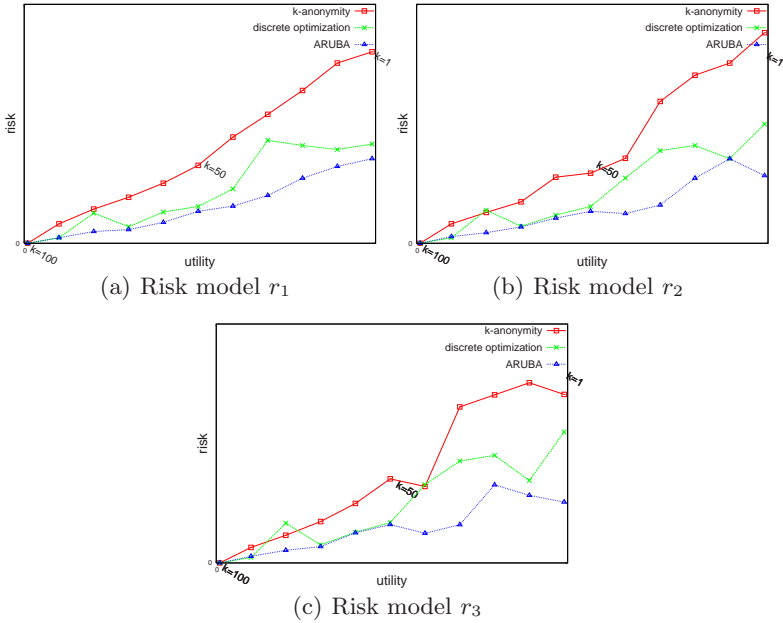 k-anonymity
discrete optimization
ARUBA
k=1
risk
k=50
0
0
k=100
utility
(a) Risk model r1
k-anonymity
discrete optimization
ARUBA
k=1
risk
k=50
0
0
k=100
utility
(b) Risk model r2
k-anonymity
discrete optimization
ARUBA
k=1
risk
k=50
0
0
k=100
utility
(c) Risk model r3